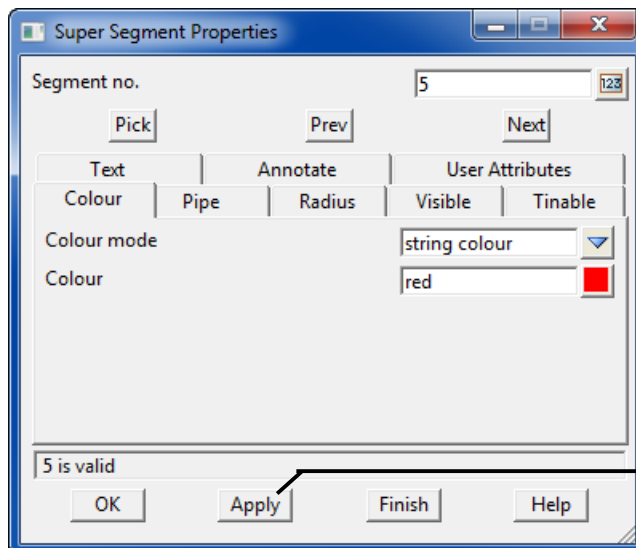 Super Segment Properties
Segment no. 5 123
Pick Prev Next
Text Annotate User Attributes
Colour Pipe Radius Visible Tinable
Colour mode string colour
Colour red
5 is valid
OK Apply Finish Help